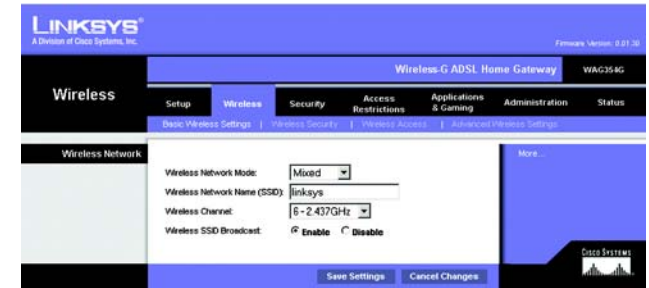 LINKSYS®
A Division of Cisco Systems, Inc.
Firmware Version: 0.01.30
Wireless-G ADSL Home Gateway WAG354G
Wireless
Setup Wireless Security Access Restrictions Applications & Gaming Administration Status
Basic Wireless Settings | Wireless Security | Wireless Access | Advanced Wireless Settings
Wireless Network
More...
Wireless Network Mode: Mixed
Wireless Network Name (SSID): linksys
Wireless Channel: 6 - 2.437GHz
Wireless SSID Broadcast: Enable Disable
Save Settings Cancel Changes
CISCO SYSTEMS